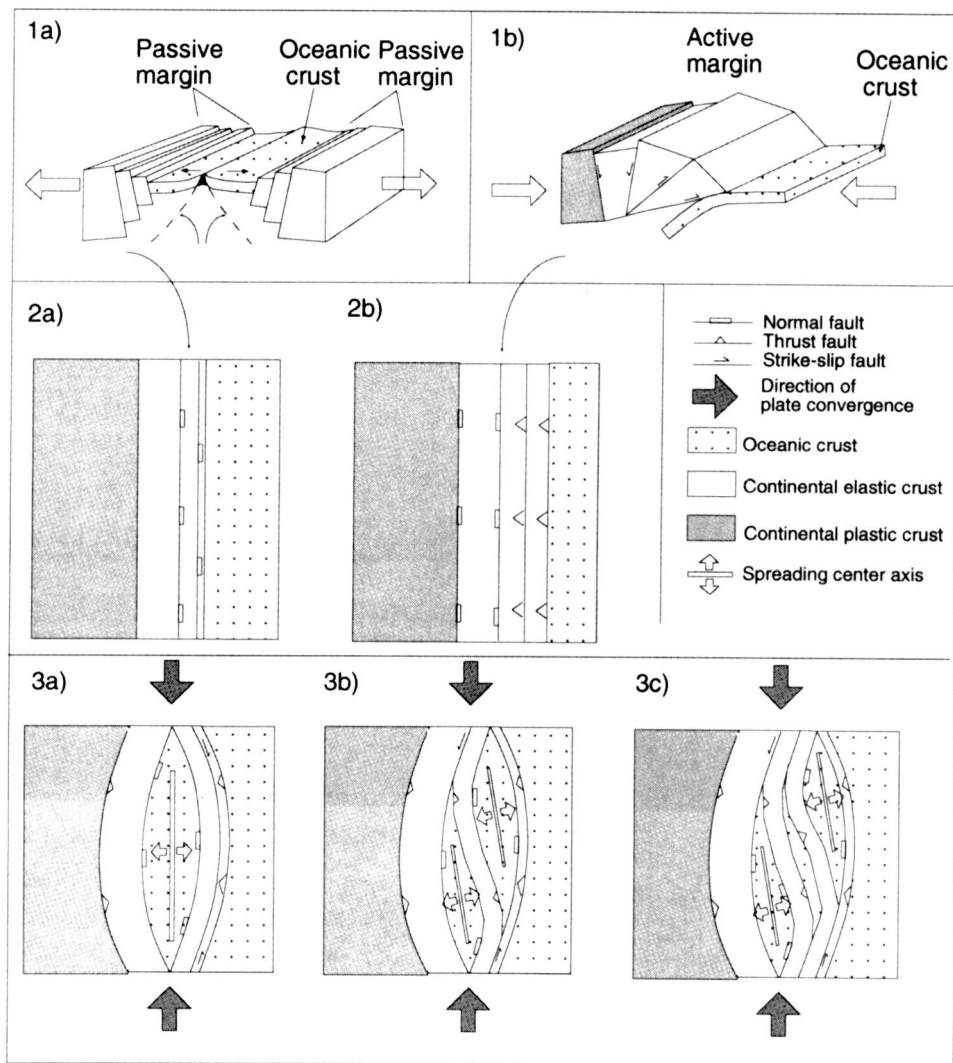 1a)
Passive
margin
Oceanic
crust
Passive
margin
1b)
Active
margin
Oceanic
crust
2a)
2b)
Normal fault
Thrust fault
Strike-slip fault
Direction of
plate convergence
Oceanic crust
Continental elastic crust
Continental plastic crust
Spreading center axis
3a)
3b)
3c)